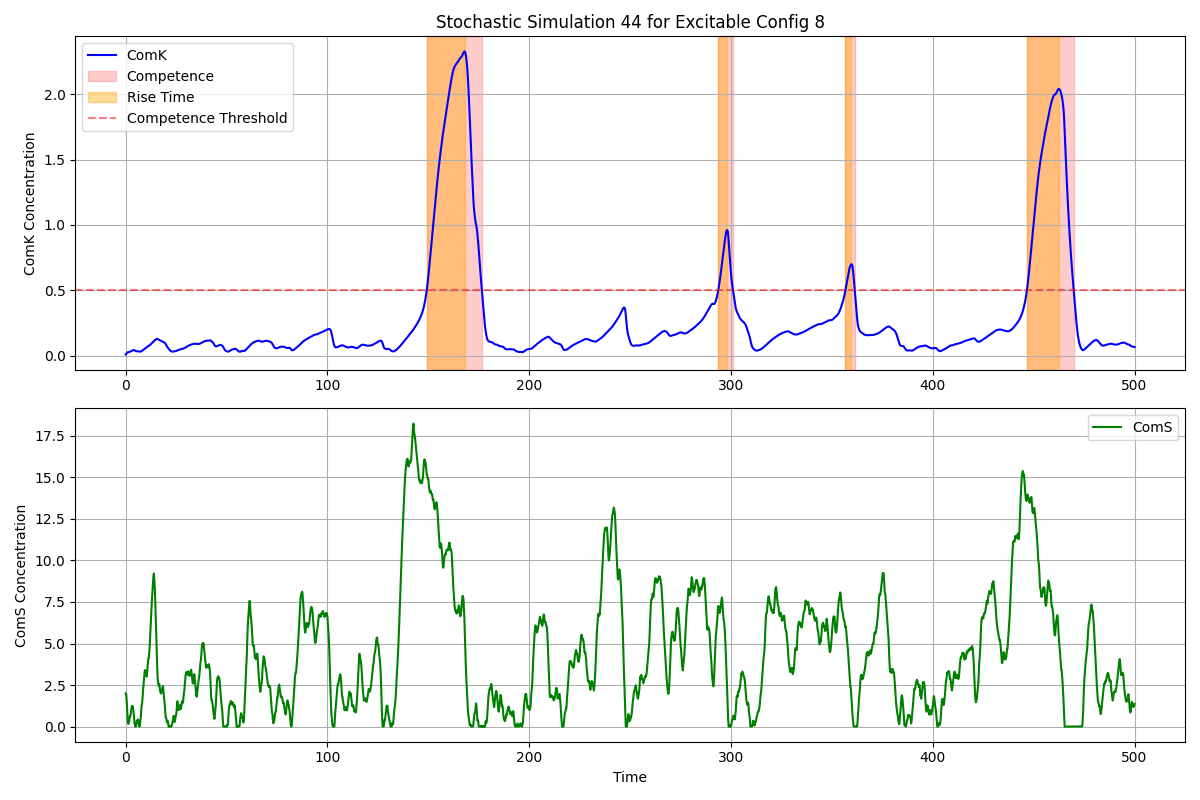 Stochastic Simulation 44 for Excitable Config 8
ComK Concentration
2.0
1.5
1.0
0.5
0.0
ComK
Competence
Rise Time
Competence Threshold
0 100 200 300 400 500
ComS Concentration
17.5
15.0
12.5
10.0
7.5
5.0
2.5
0.0
ComS
0 100 200 300 400 500
Time